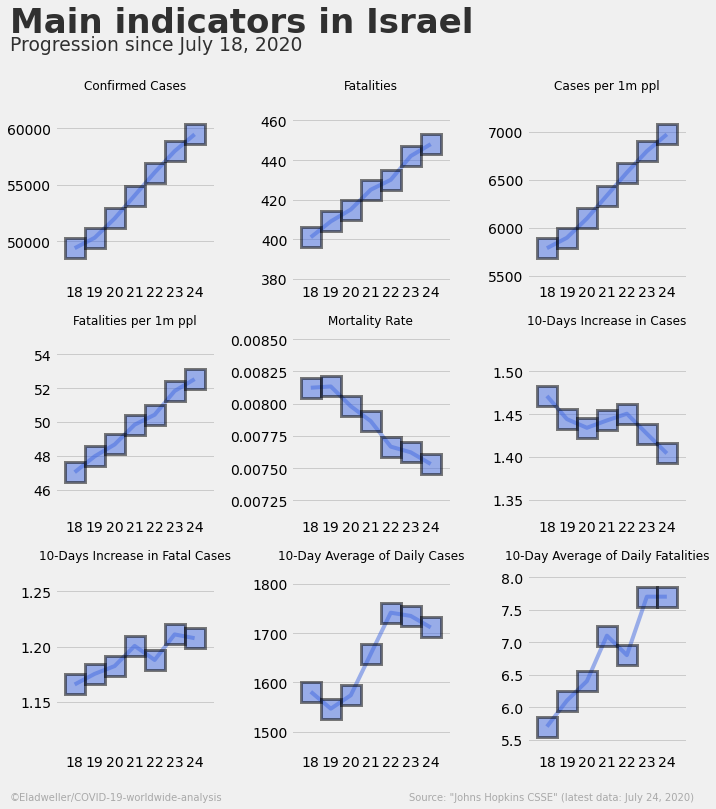 Main indicators in Israel
Progression since July 18, 2020
Confirmed Cases
60000
55000
50000
18 19 20 21 22 23 24
Fatalities
460
440
420
400
380
18 19 20 21 22 23 24
Cases per 1m ppl
7000
6500
6000
5500
18 19 20 21 22 23 24
Fatalities per 1m ppl
54
52
50
48
46
18 19 20 21 22 23 24
Mortality Rate
0.00850
0.00825
0.00800
0.00775
0.00750
0.00725
18 19 20 21 22 23 24
10-Days Increase in Cases
1.50
1.45
1.40
1.35
18 19 20 21 22 23 24
10-Days Increase in Fatal Cases
1.25
1.20
1.15
18 19 20 21 22 23 24
10-Day Average of Daily Cases
1800
1700
1600
1500
18 19 20 21 22 23 24
10-Day Average of Daily Fatalities
8.0
7.5
7.0
6.5
6.0
5.5
18 19 20 21 22 23 24
©Eladweller/COVID-19-worldwide-analysis
Source: "Johns Hopkins CSSE" (latest data: July 24, 2020)